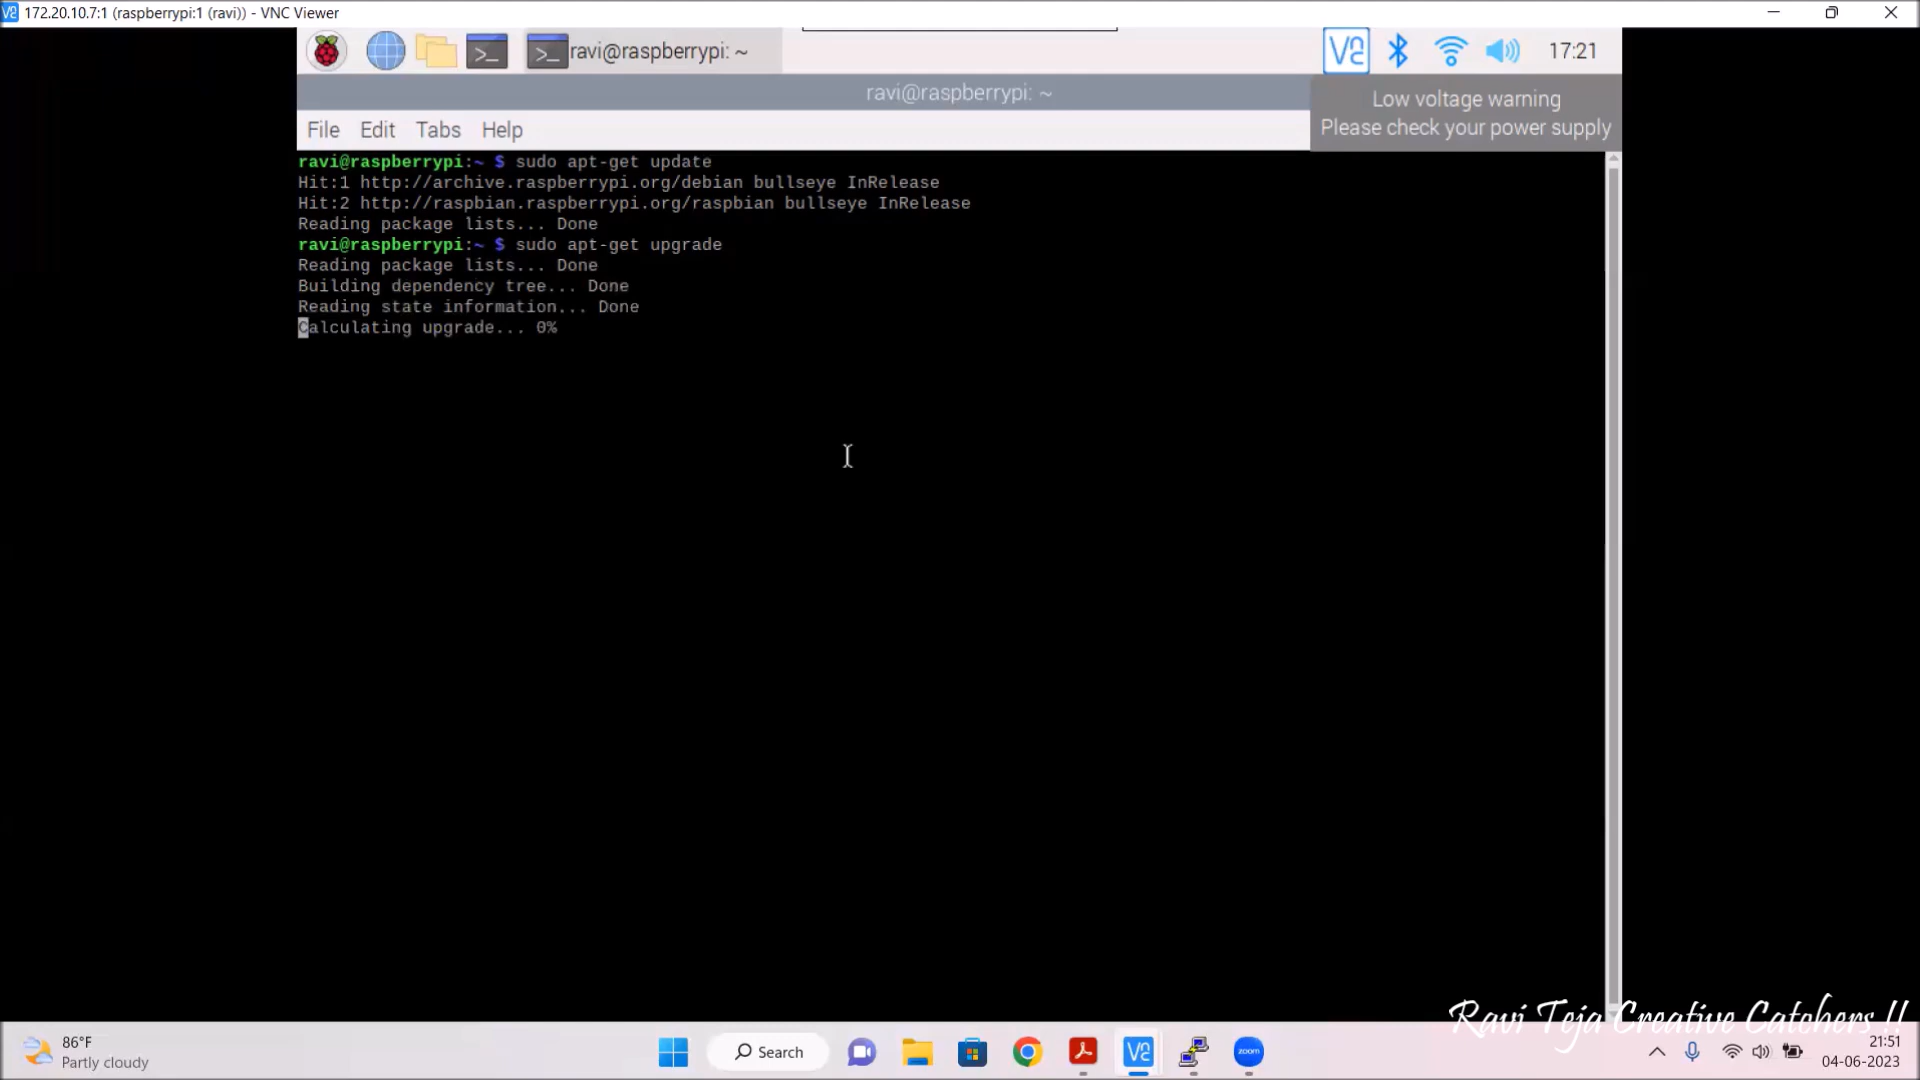 172.20.10.7:1 (raspberrypi:1 (ravi)) - VNC Viewer
ravi@raspberrypi: ~
17:21
ravi@raspberrypi: ~
Low voltage warning
Please check your power supply
File Edit Tabs Help
ravi@raspberrypi:~ $ sudo apt-get update
Hit:1 http://archive.raspberrypi.org/debian bullseye InRelease
Hit:2 http://raspbian.raspberrypi.org/raspbian bullseye InRelease
Reading package lists... Done
ravi@raspberrypi:~ $ sudo apt-get upgrade
Reading package lists... Done
Building dependency tree... Done
Reading state information... Done
Calculating upgrade... 0%
Ravi Teja Creative Catchers !!
86°F
Partly cloudy
Search
zoom
21:51
04-06-2023